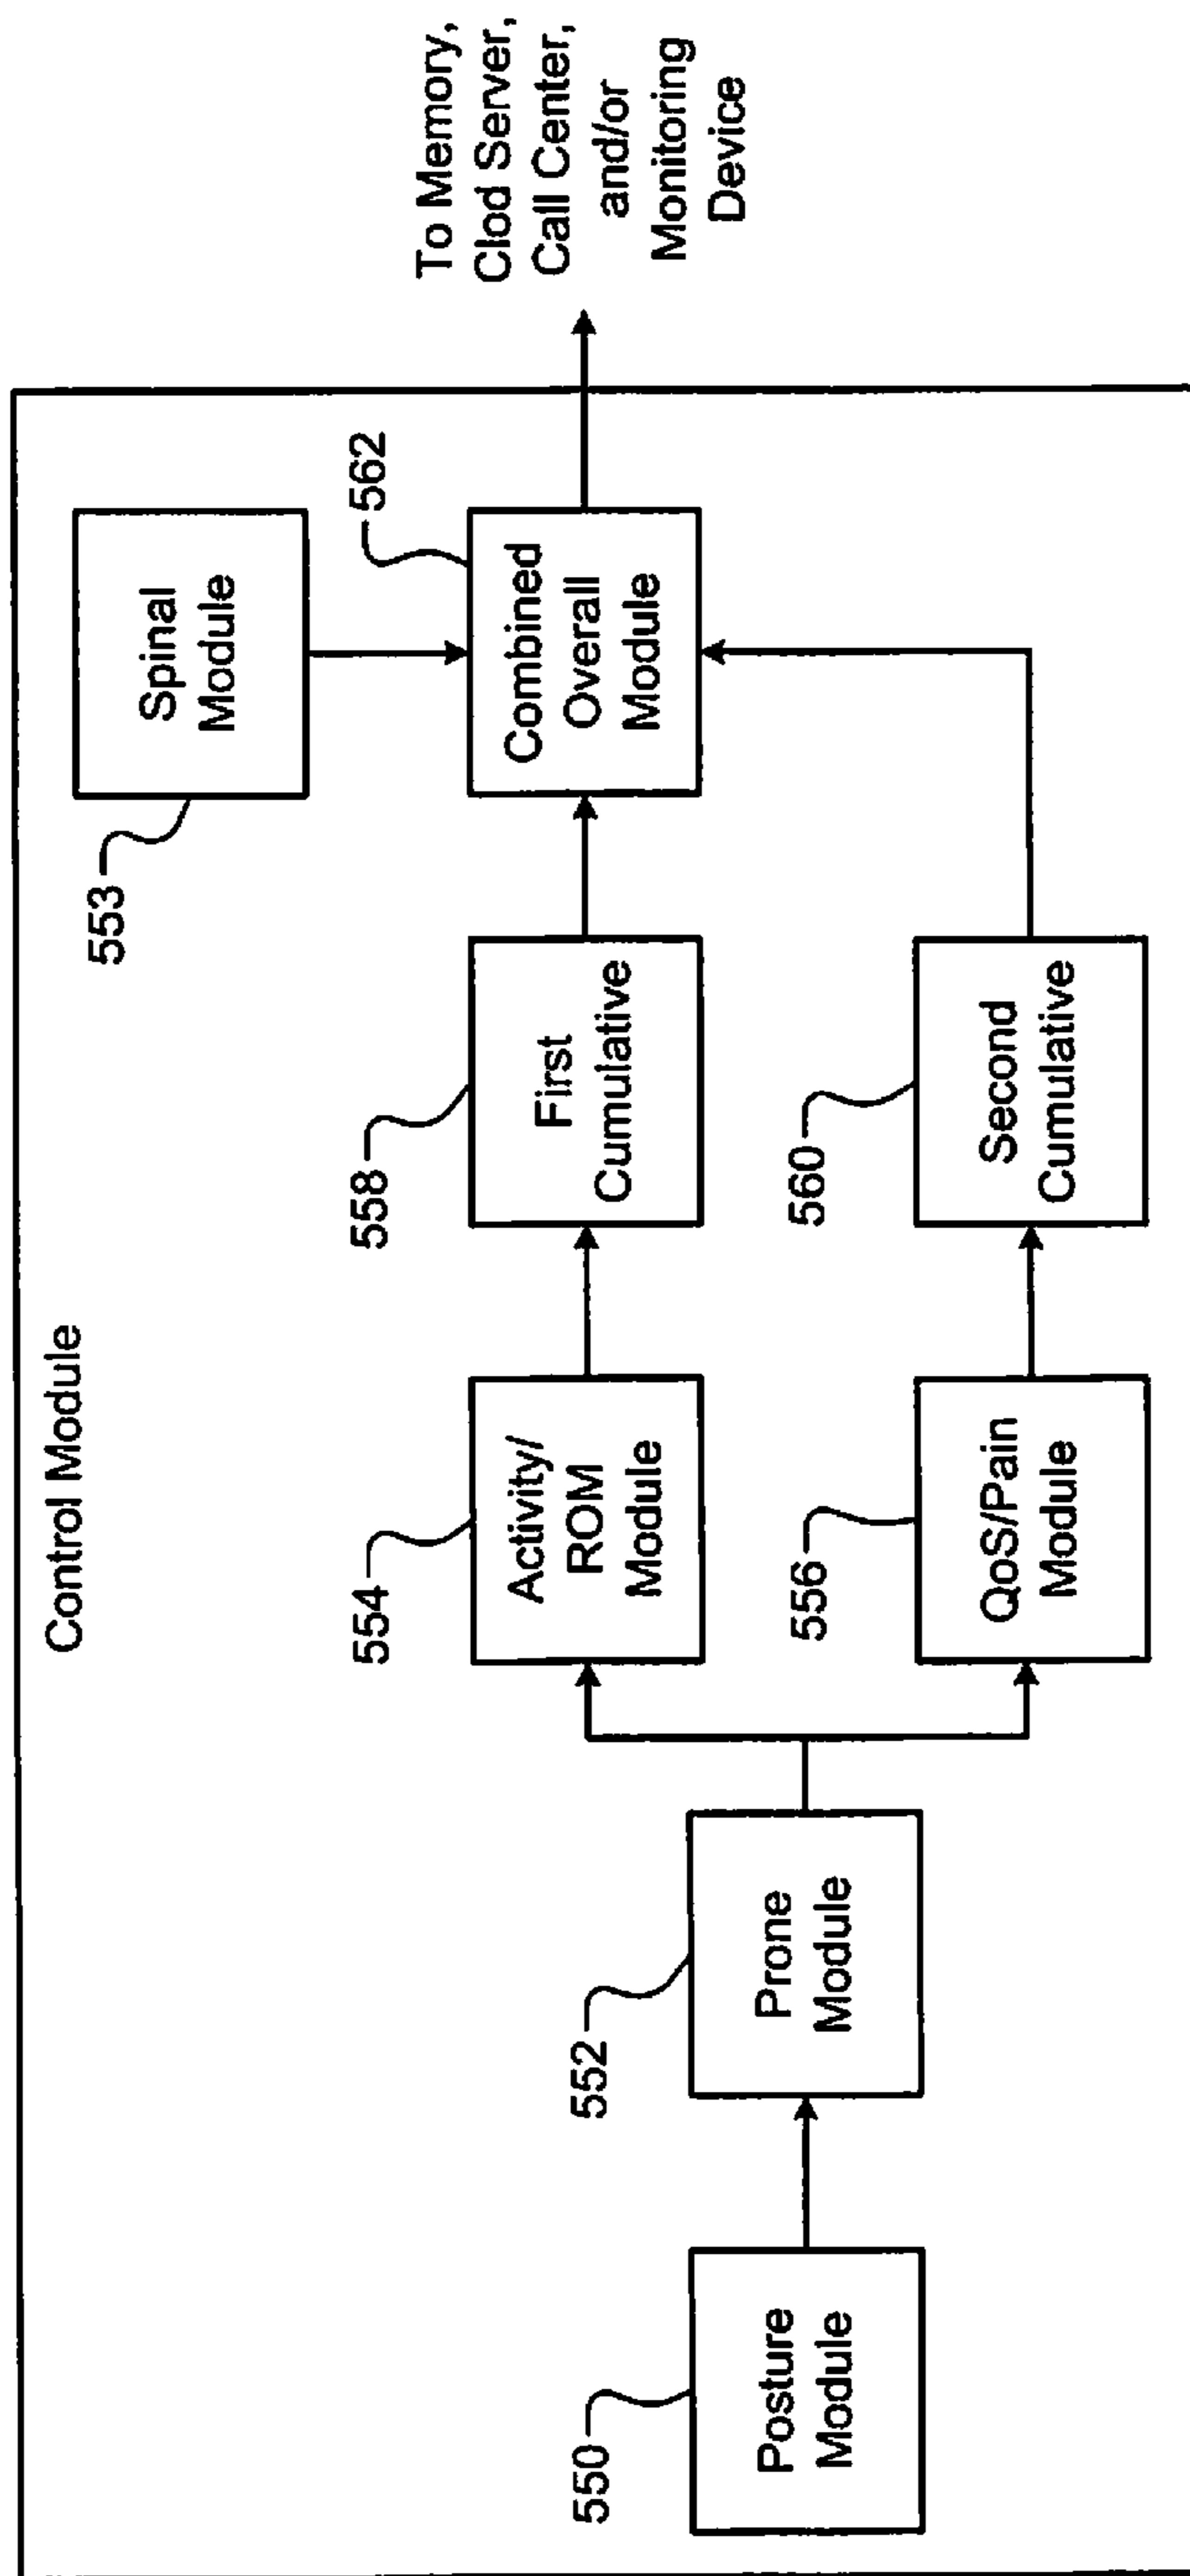 Control Module
Spinal
Module
553
To Memory,
Clod Server,
Call Center,
and/or
Monitoring
Device
554
Activity/
ROM
Module
558
First
Cumulative
562
Combined
Overall
Module
550
Posture
Module
552
Prone
Module
556
QoS/Pain
Module
560
Second
Cumulative